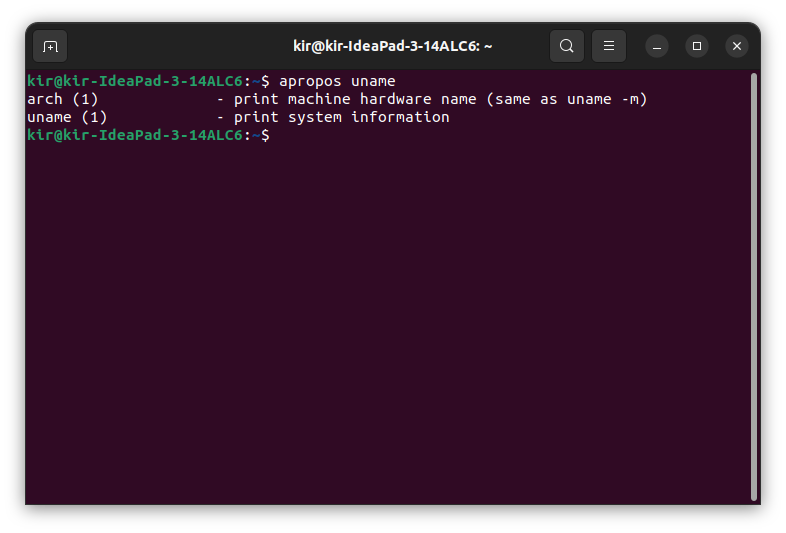 kir@kir-IdeaPad-3-14ALC6: ~
kir@kir-IdeaPad-3-14ALC6:~$ apropos uname
arch (1)             - print machine hardware name (same as uname -m)
uname (1)            - print system information
kir@kir-IdeaPad-3-14ALC6:~$